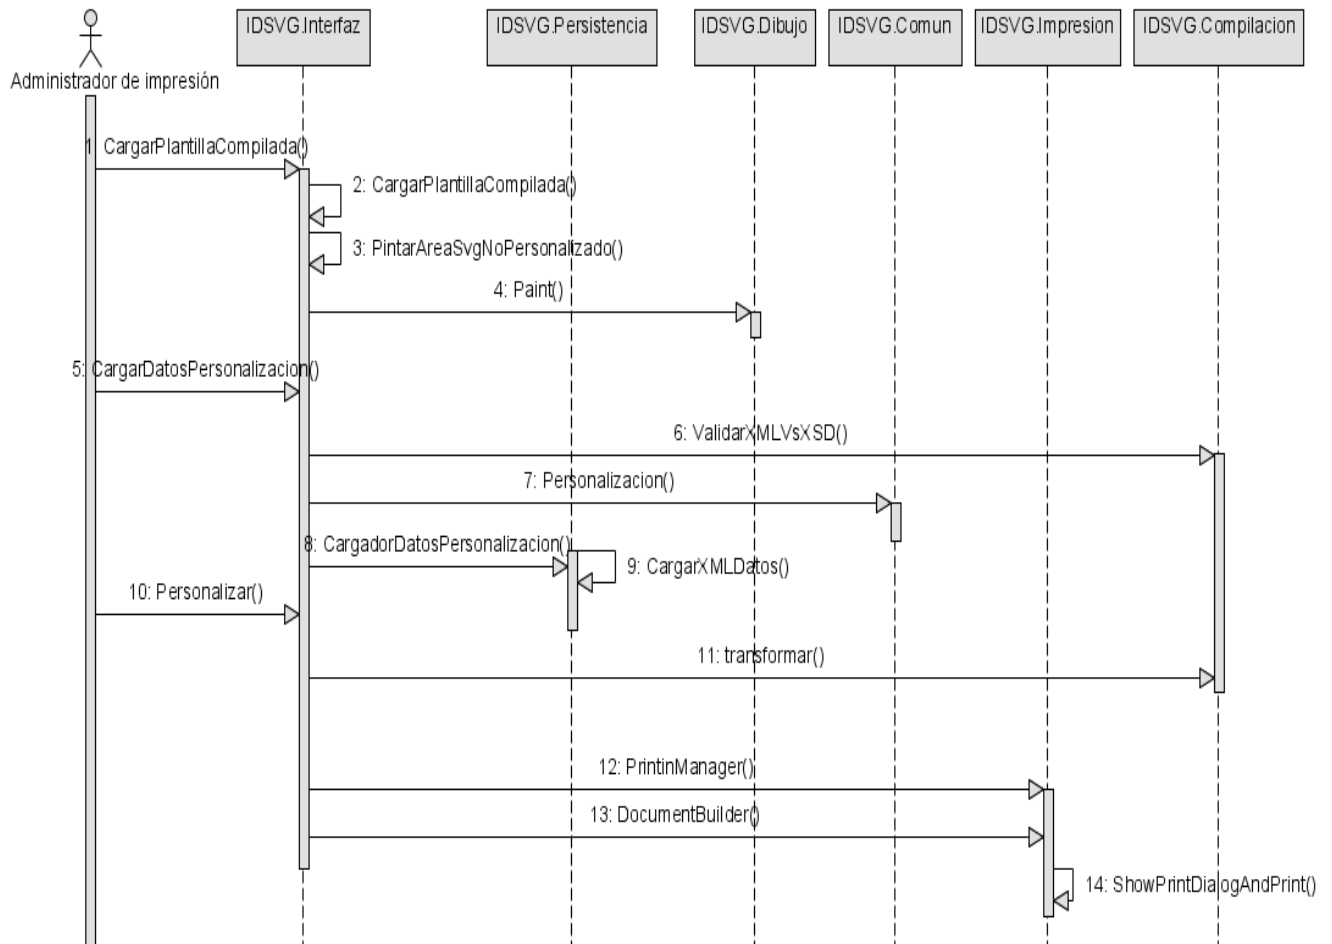 IDSVG.Interfaz
IDSVG.Persistencia
IDSVG.Dibujo
IDSVG.Comun
IDSVG.Impresion
IDSVG.Compilacion
Administrador de impresión
1: CargarPlantillaCompilada()
2: CargarPlantillaCompilada()
3: PintarAreaSvgNoPersonalizado()
4: Paint()
5: CargarDatosPersonalizacion()
6: ValidarXMLVsXSD()
7: Personalizacion()
8: CargadorDatosPersonalizacion()
9: CargarXMLDatos()
10: Personalizar()
11: transformar()
12: PrintinManager()
13: DocumentBuilder()
14: ShowPrintDialogAndPrint()